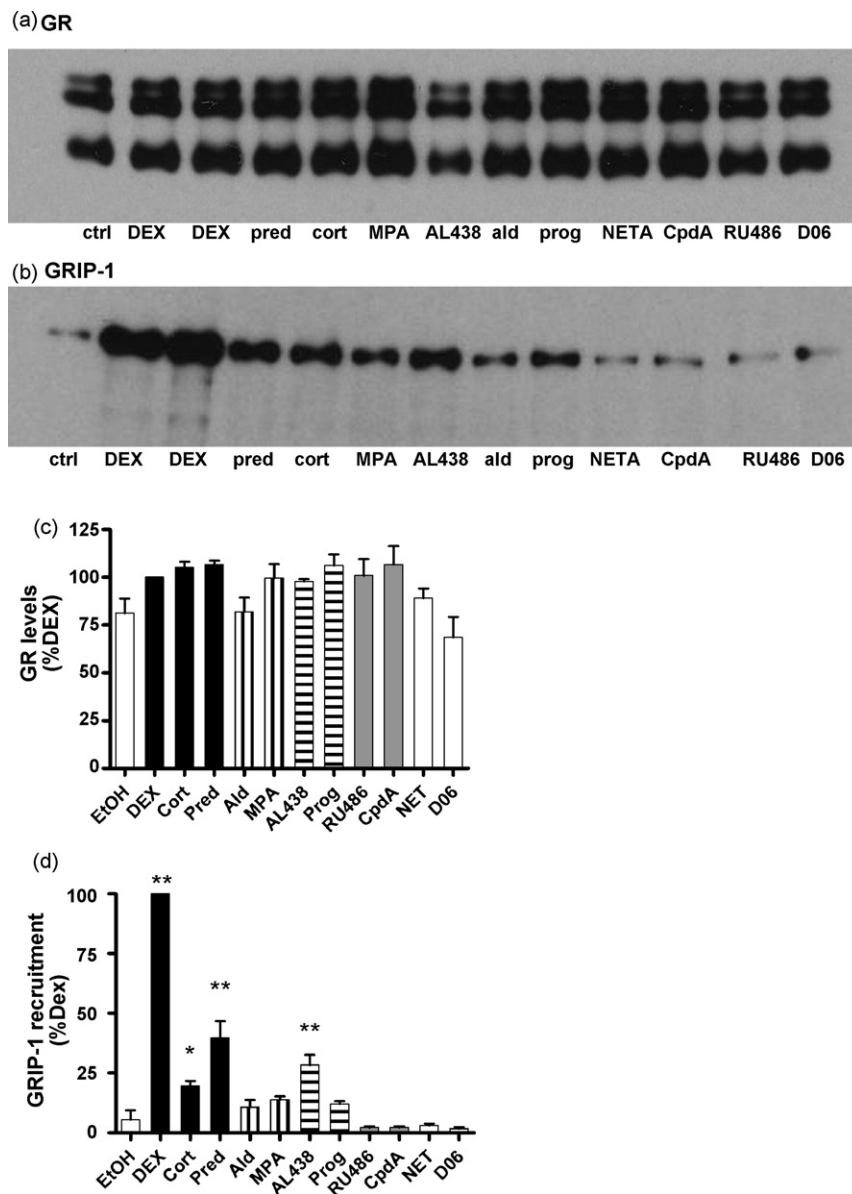 (a) GR
ctrl DEX DEX pred cort MPA AL438 ald prog NETA CpdA RU486 D06
(b) GRIP-1
ctrl DEX DEX pred cort MPA AL438 ald prog NETA CpdA RU486 D06
(c)
GR levels
(%DEX)
125
100
75
50
25
0
EtOH DEX Cort Pred Ald MPA AL438 Prog RU486 CpdA NET D06
(d)
GRIP-1 recruitment
(%Dex)
100
75
50
25
0
** * ** **
EtOH DEX Cort Pred Ald MPA AL438 Prog RU486 CpdA NET D06